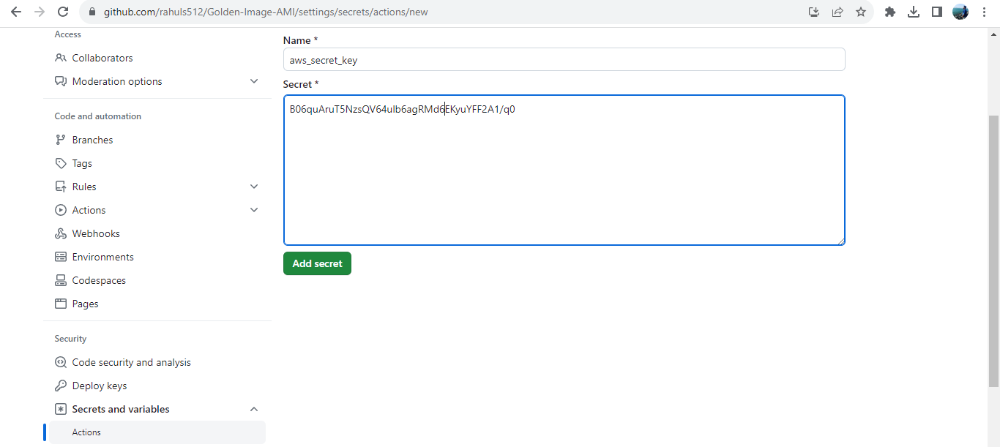 github.com/rahuls512/Golden-Image-AMI/settings/secrets/actions/new
Access
Collaborators
Moderation options
Code and automation
Branches
Tags
Rules
Actions
Webhooks
Environments
Codespaces
Pages
Security
Code security and analysis
Deploy keys
Secrets and variables
Actions
Name *
aws_secret_key
Secret *
Add secret